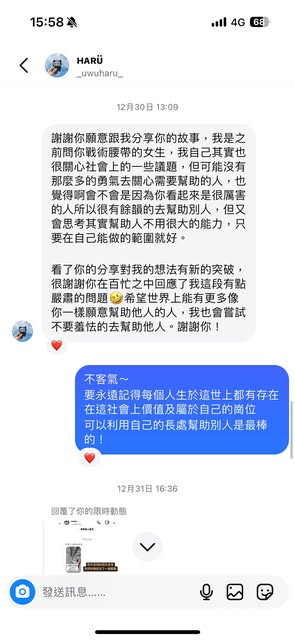 15:58
4G
68
HARÜ
_uwuharu_
12月30日 13:09
謝謝你願意跟我分享你的故事，我是之
前問你戰術腰帶的女生，我自己其實也
很關心社會上的一些議題，但可能沒有
那麼多的勇氣去關心需要幫助的人，也
覺得啊會不會是因為你看起來是很厲害
的人所以很有餘韻的去幫助別人，但又
會思考其實幫助人不用很大的能力，只
要在自己能做的範圍就好。
看了你的分享對我的想法有新的突破，
很謝謝你在百忙之中回應了我這段有點
嚴肅的問題🤣希望世界上能有更多像
你一樣願意幫助他人的人，我也會嘗試
不要羞怯的去幫助他人。謝謝你！
不客氣～
要永遠記得每個人生於這世上都有存在
在這社會上價值及屬於自己的崗位
可以利用自己的長處幫助別人是最棒
的！
12月31日 16:36
回覆了你的限時動態
發送訊息......